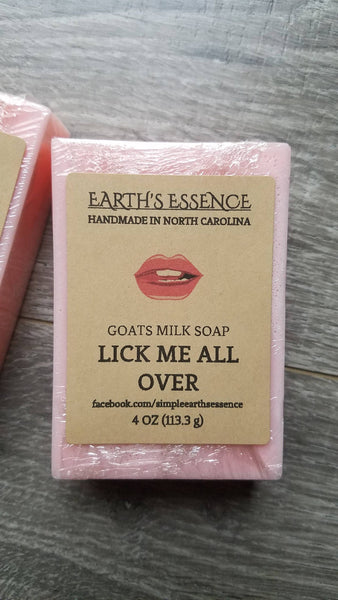 EARTH'S ESSENCE
HANDMADE IN NORTH CAROLINA
GOATS MILK SOAP
LICK ME ALL
OVER
facebook.com/simpleearthsessence
4 OZ (113.3 g)